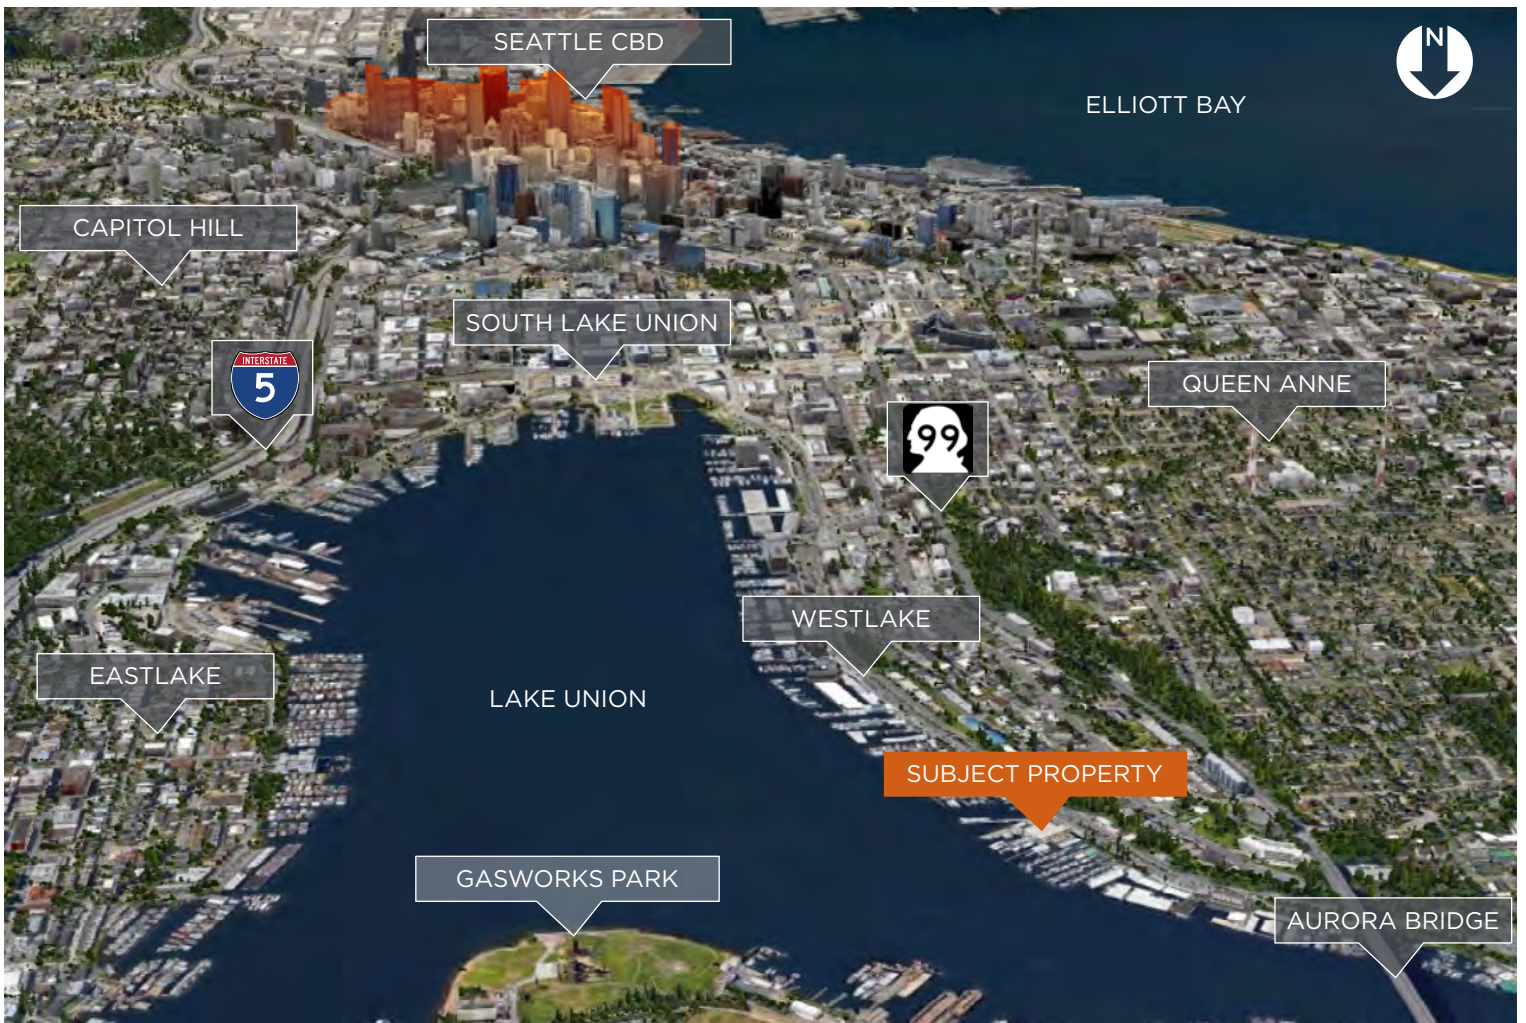 SEATTLE CBD
N
ELLIOTT BAY
CAPITOL HILL
SOUTH LAKE UNION
INTERSTATE
5
QUEEN ANNE
99
WESTLAKE
EASTLAKE
LAKE UNION
SUBJECT PROPERTY
GASWORKS PARK
AURORA BRIDGE